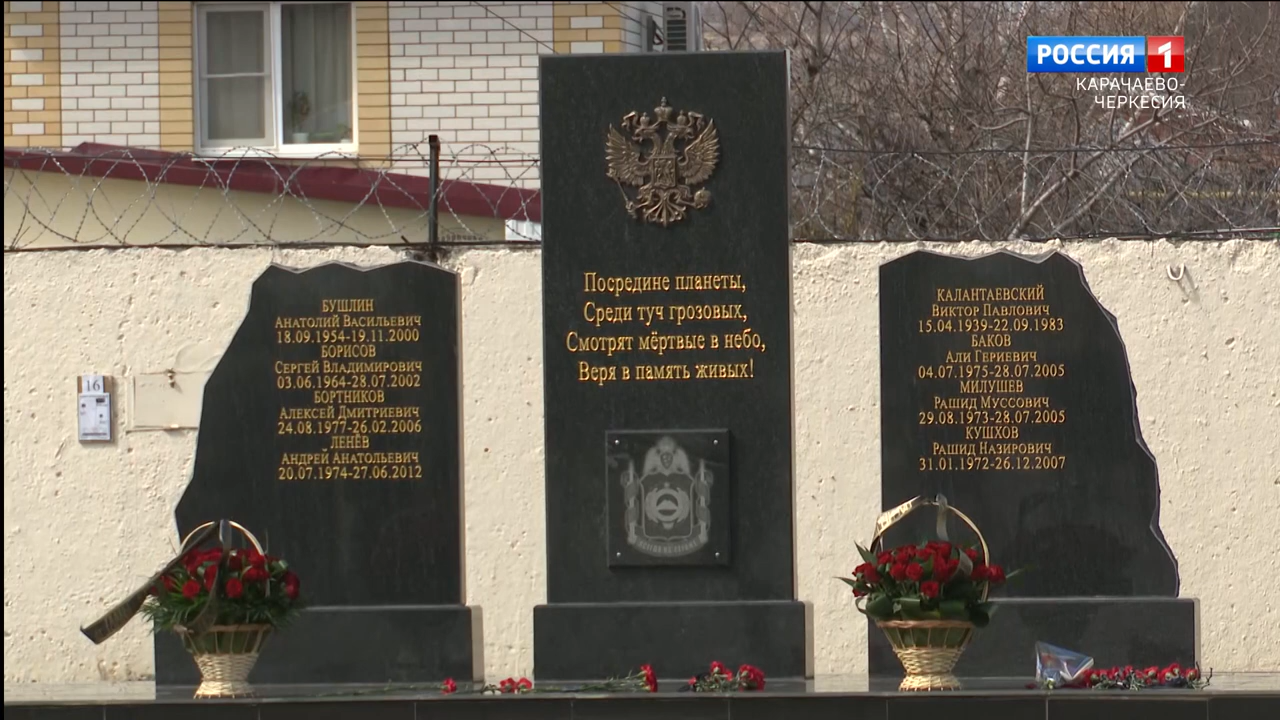 РОССИЯ 1
КАРАЧАЕВО-
ЧЕРКЕСИЯ
БУШЛИН
АНАТОЛИЙ ВАСИЛЬЕВИЧ
18.09.1954-19.11.2000
БОРИСОВ
СЕРГЕЙ ВЛАДИМИРОВИЧ
03.06.1964-28.07.2002
БОРТНИКОВ
АЛЕКСЕЙ ДМИТРИЕВИЧ
24.08.1977-26.02.2006
ЛЕНЁВ
АНДРЕЙ АНАТОЛЬЕВИЧ
20.07.1974-27.06.2012
Посредине планеты,
Среди туч грозовых,
Смотрят мёртвые в небо,
Веря в память живых!
КАЛАНТАЕВСКИЙ
ВИКТОР ПАВЛОВИЧ
15.04.1939-22.09.1983
БАКОВ
АЛИ ГЕРИЕВИЧ
04.07.1975-28.07.2005
МИЛУШЕВ
РАШИД МУССОВИЧ
29.08.1973-28.07.2005
КУШХОВ
РАШИД НАЗИРОВИЧ
31.01.1972-26.12.2007
16